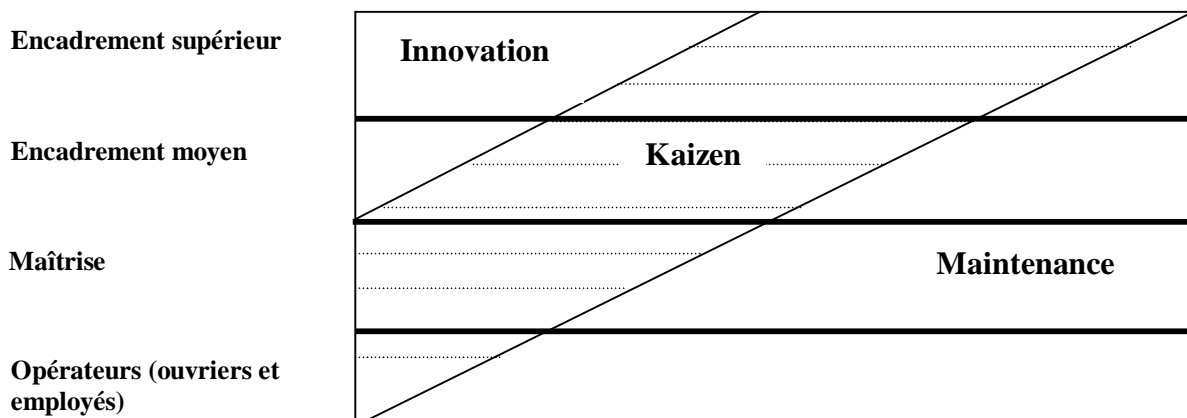 Encadrement supérieur
Innovation
Encadrement moyen
Kaizen
Maîtrise
Maintenance
Opérateurs (ouvriers et
employés)